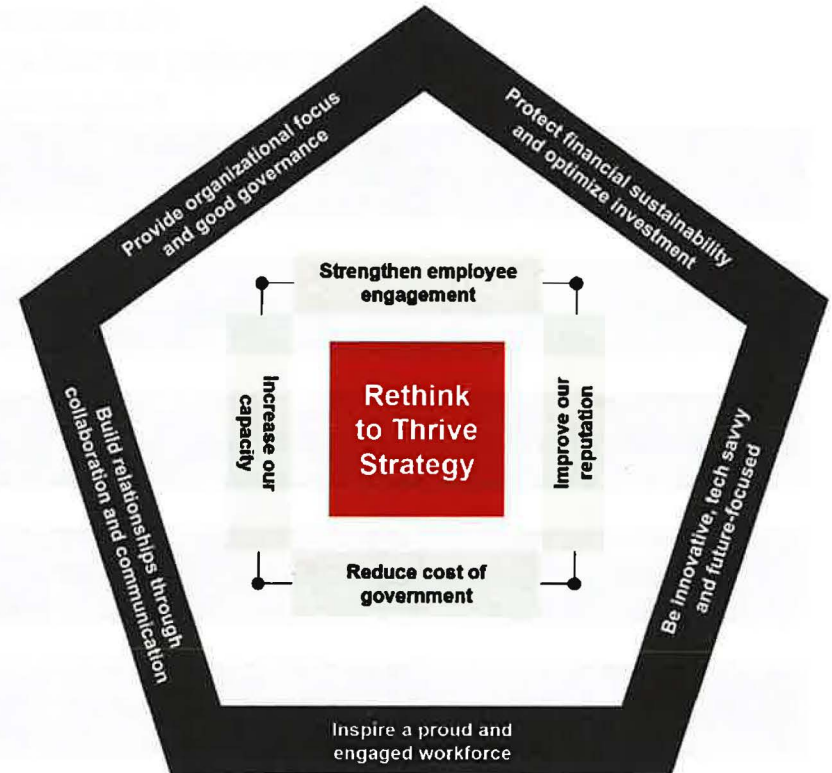 Provide organizational focus
and good governance
Protect financial sustainability
and optimize investment
Strengthen employee
engagement
Increase our
capacity
Rethink
to Thrive
Strategy
Improve our
reputation
Reduce cost of
government
Build relationships through
collaboration and communication
Be innovative, tech savvy
and future-focused
Inspire a proud and
engaged workforce